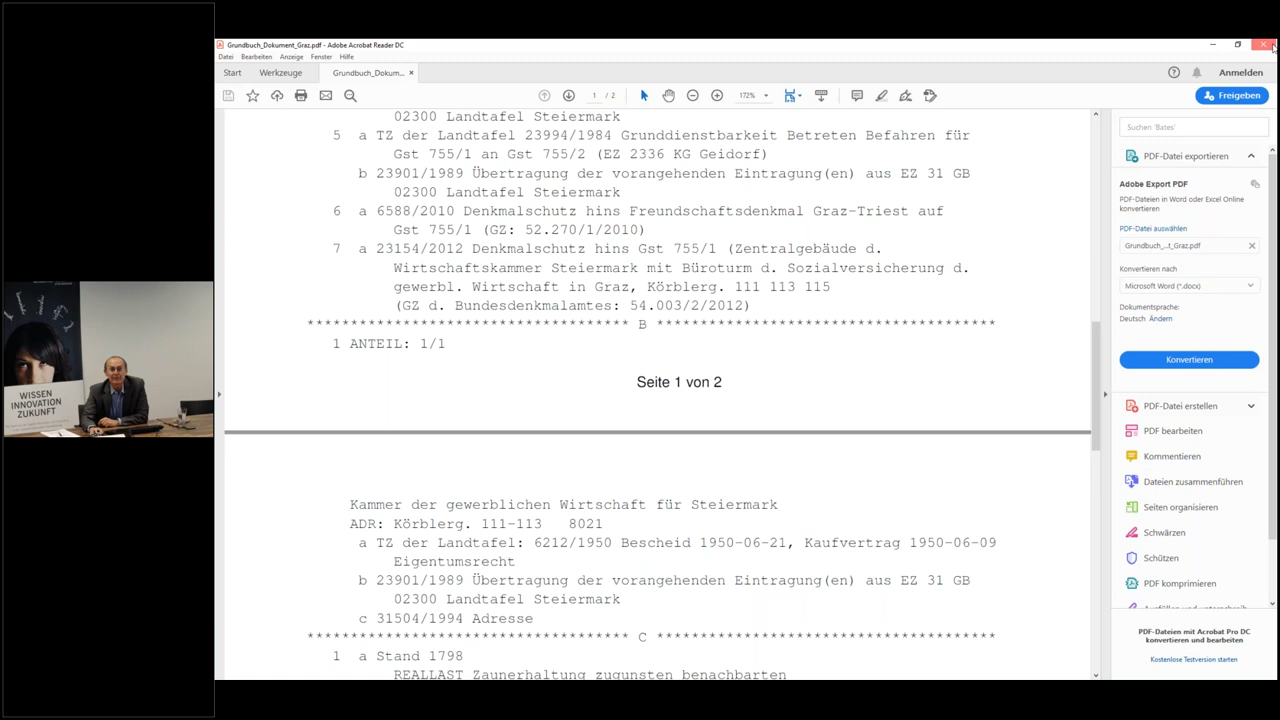 Grundbuch_Dokument_Graz.pdf - Adobe Acrobat Reader DC
Datei Bearbeiten Anzeige Fenster Hilfe
Start Werkzeuge Grundbuch_Dokum... × Anmelden
1 / 2 172% Freigeben
02300 Landtafel Steiermark
5 a TZ der Landtafel 23994/1984 Grunddienstbarkeit Betreten Befahren für
Gst 755/1 an Gst 755/2 (EZ 2336 KG Geidorf)
b 23901/1989 Übertragung der vorangehenden Eintragung(en) aus EZ 31 GB
02300 Landtafel Steiermark
6 a 6588/2010 Denkmalschutz hins Freundschaftsdenkmal Graz-Triest auf
Gst 755/1 (GZ: 52.270/1/2010)
7 a 23154/2012 Denkmalschutz hins Gst 755/1 (Zentralgebäude d.
Wirtschaftskammer Steiermark mit Büroturm d. Sozialversicherung d.
gewerbl. Wirtschaft in Graz, Körblerg. 111 113 115
(GZ d. Bundesdenkmalamtes: 54.003/2/2012)
************************************* B ***************************************
1 ANTEIL: 1/1
Seite 1 von 2
Kammer der gewerblichen Wirtschaft für Steiermark
ADR: Körblerg. 111-113 8021
a TZ der Landtafel: 6212/1950 Bescheid 1950-06-21, Kaufvertrag 1950-06-09
Eigentumsrecht
b 23901/1989 Übertragung der vorangehenden Eintragung(en) aus EZ 31 GB
02300 Landtafel Steiermark
c 31504/1994 Adresse
************************************* C ***************************************
1 a Stand 1798
REALLAST Zaunerhaltung zugunsten benachbarten
Suchen 'Bates'
PDF-Datei exportieren
Adobe Export PDF
PDF-Dateien in Word oder Excel Online
konvertieren
PDF-Datei auswählen
Grundbuch_...t_Graz.pdf
Konvertieren nach
Microsoft Word (*.docx)
Dokumentsprache:
Deutsch Ändern
Konvertieren
PDF-Datei erstellen
PDF bearbeiten
Kommentieren
Dateien zusammenführen
Seiten organisieren
Schwärzen
Schützen
PDF komprimieren
Ausfüllen und unterschreib
PDF-Dateien mit Acrobat Pro DC
konvertieren und bearbeiten
Kostenlose Testversion starten
WISSEN
INNOVATION
ZUKUNFT